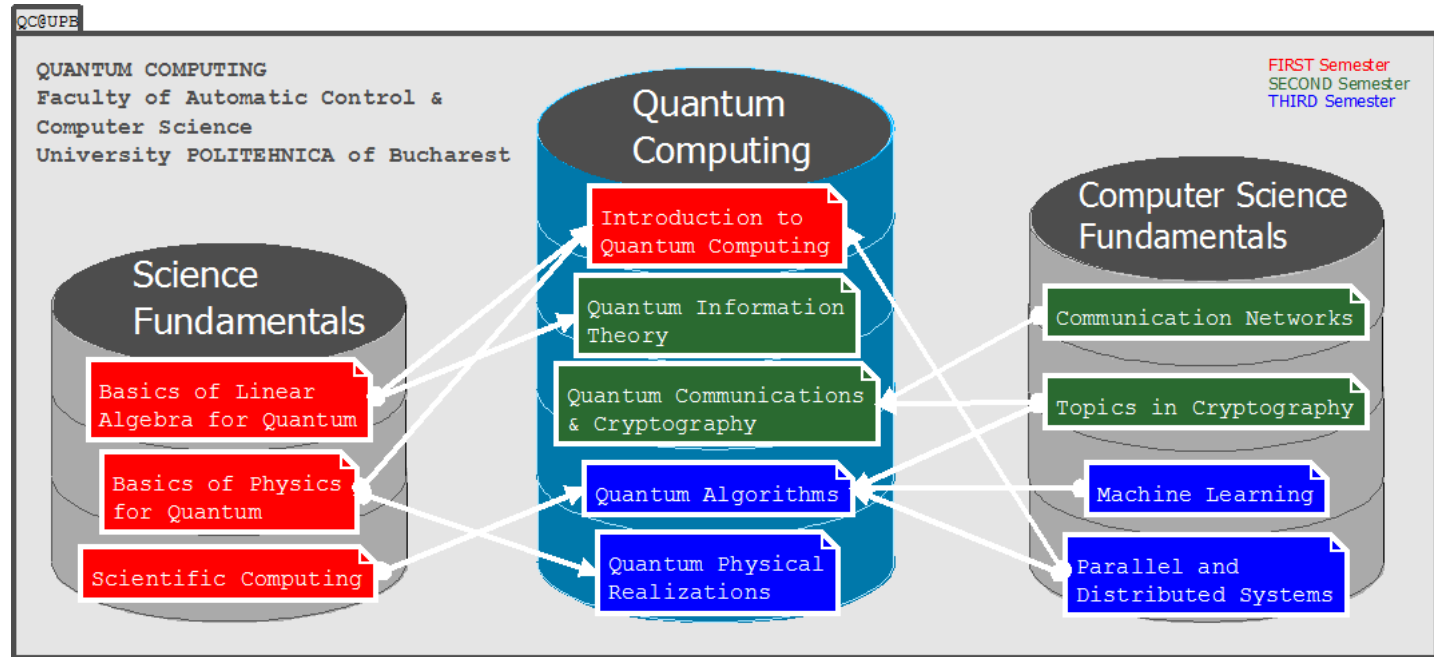 QC@UPB
QUANTUM COMPUTING
Faculty of Automatic Control &
Computer Science
University POLITEHNICA of Bucharest
FIRST Semester
SECOND Semester
THIRD Semester
Science
Fundamentals
Basics of Linear
Algebra for Quantum
Basics of Physics
for Quantum
Scientific Computing
Quantum
Computing
Introduction to
Quantum Computing
Quantum Information
Theory
Quantum Communications
& Cryptography
Quantum Algorithms
Quantum Physical
Realizations
Computer Science
Fundamentals
Communication Networks
Topics in Cryptography
Machine Learning
Parallel and
Distributed Systems